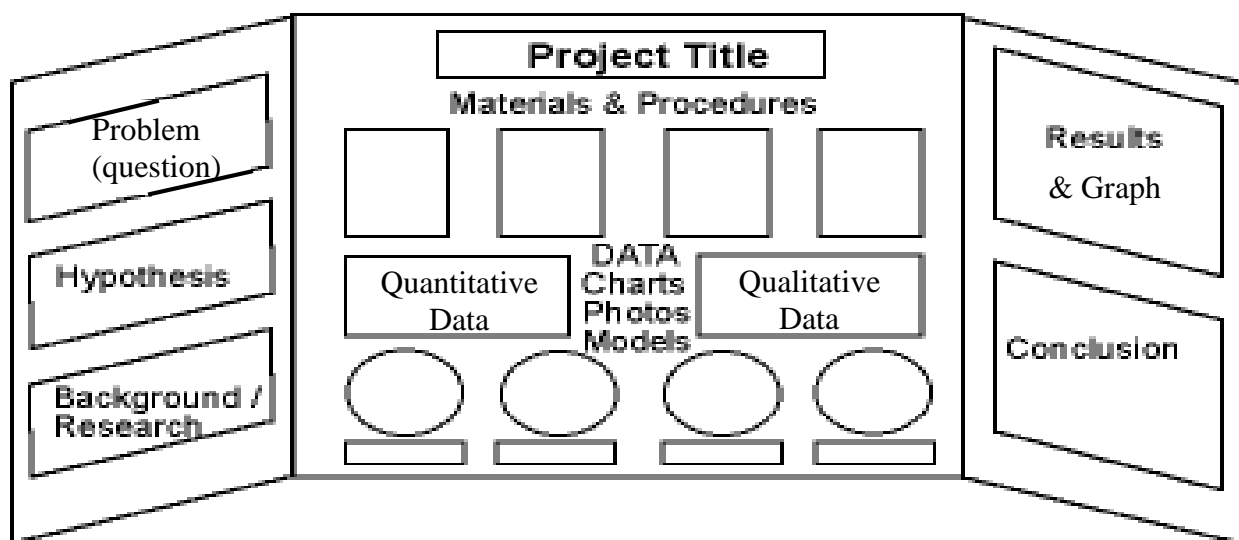 Problem
(question)
Hypothesis
Background /
Research
Project Title
Materials & Procedures
Quantitative
Data
DATA
Charts
Photos
Models
Qualitative
Data
Results
& Graph
Conclusion